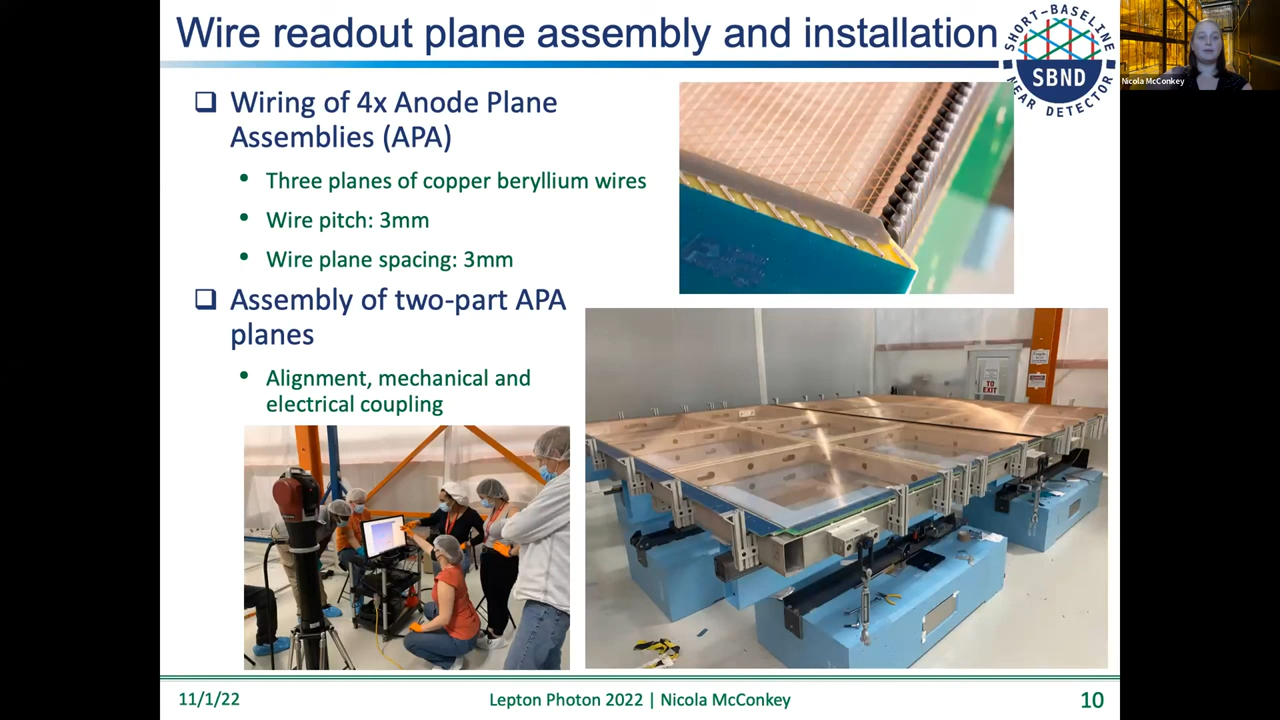 Wire readout plane assembly and installation
SHORT-BASELINE
SBND
NEAR DETECTOR
Nicola McConkey
❑ Wiring of 4x Anode Plane
Assemblies (APA)
• Three planes of copper beryllium wires
• Wire pitch: 3mm
• Wire plane spacing: 3mm
❑ Assembly of two-part APA
planes
• Alignment, mechanical and
electrical coupling
TO
EXIT
11/1/22
Lepton Photon 2022 | Nicola McConkey
10